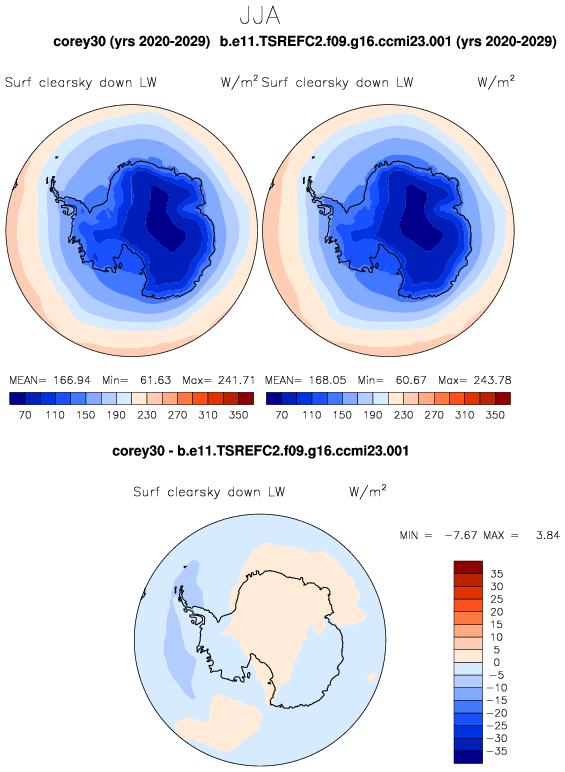 JJA
corey30 (yrs 2020-2029) b.e11.TSREFC2.f09.g16.ccmi23.001 (yrs 2020-2029)
Surf clearsky down LW W/m² Surf clearsky down LW W/m²
MEAN= 166.94 Min= 61.63 Max= 241.71 MEAN= 168.05 Min= 60.67 Max= 243.78
70 110 150 190 230 270 310 350 70 110 150 190 230 270 310 350
corey30 - b.e11.TSREFC2.f09.g16.ccmi23.001
Surf clearsky down LW W/m²
MIN = -7.67 MAX = 3.84
35
30
25
20
15
10
5
0
-5
-10
-15
-20
-25
-30
-35